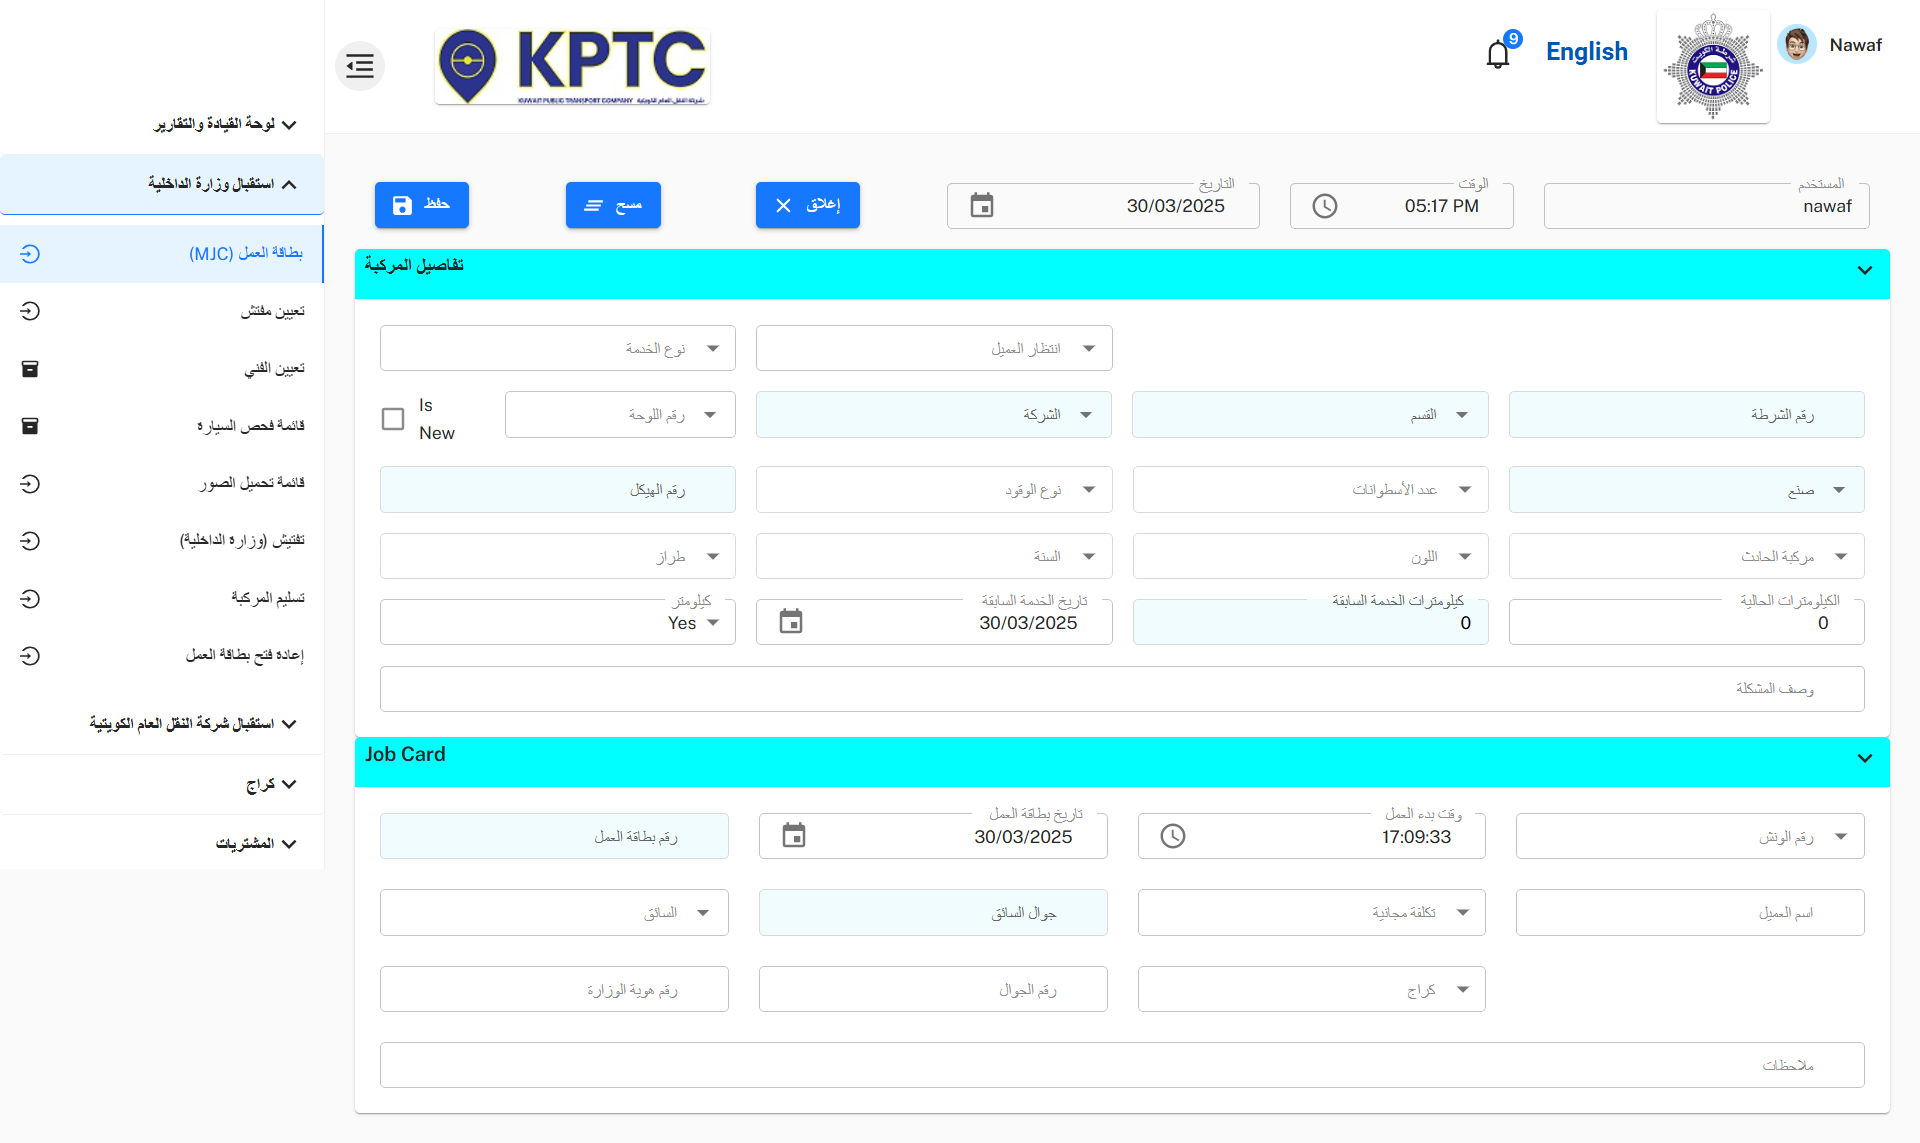 KPTC
KUWAIT PUBLIC TRANSPORT COMPANY شركة النقل العام الكويتية
9
English
KUWAIT POLICE
Nawaf
لوحة القيادة والتقارير
استقبال وزارة الداخلية
بطاقة العمل (MJC)
تعيين مفتش
تعيين الفني
قائمة فحص السيارة
قائمة تحميل الصور
تفتيش (وزارة الداخلية)
تسليم المركبة
إعادة فتح بطاقة العمل
استقبال شركة النقل العام الكويتية
كراج
المشتريات
حفظ
مسح
إغلاق
التاريخ
30/03/2025
الوقت
05:17 PM
المستخدم
nawaf
تفاصيل المركبة
نوع الخدمة
انتظار العميل
Is New
رقم اللوحة
الشركة
القسم
رقم الشرطة
رقم الهيكل
نوع الوقود
عدد الأسطوانات
صنع
طراز
السنة
اللون
مركبة الحادث
كيلومتر
Yes
تاريخ الخدمة السابقة
30/03/2025
كيلومترات الخدمة السابقة
0
الكيلومترات الحالية
0
وصف المشكلة
Job Card
رقم بطاقة العمل
تاريخ بطاقة العمل
30/03/2025
وقت بدء العمل
17:09:33
رقم الونش
السائق
جوال السائق
تكلفة مجانية
اسم العميل
رقم هوية الوزارة
رقم الجوال
كراج
ملاحظات